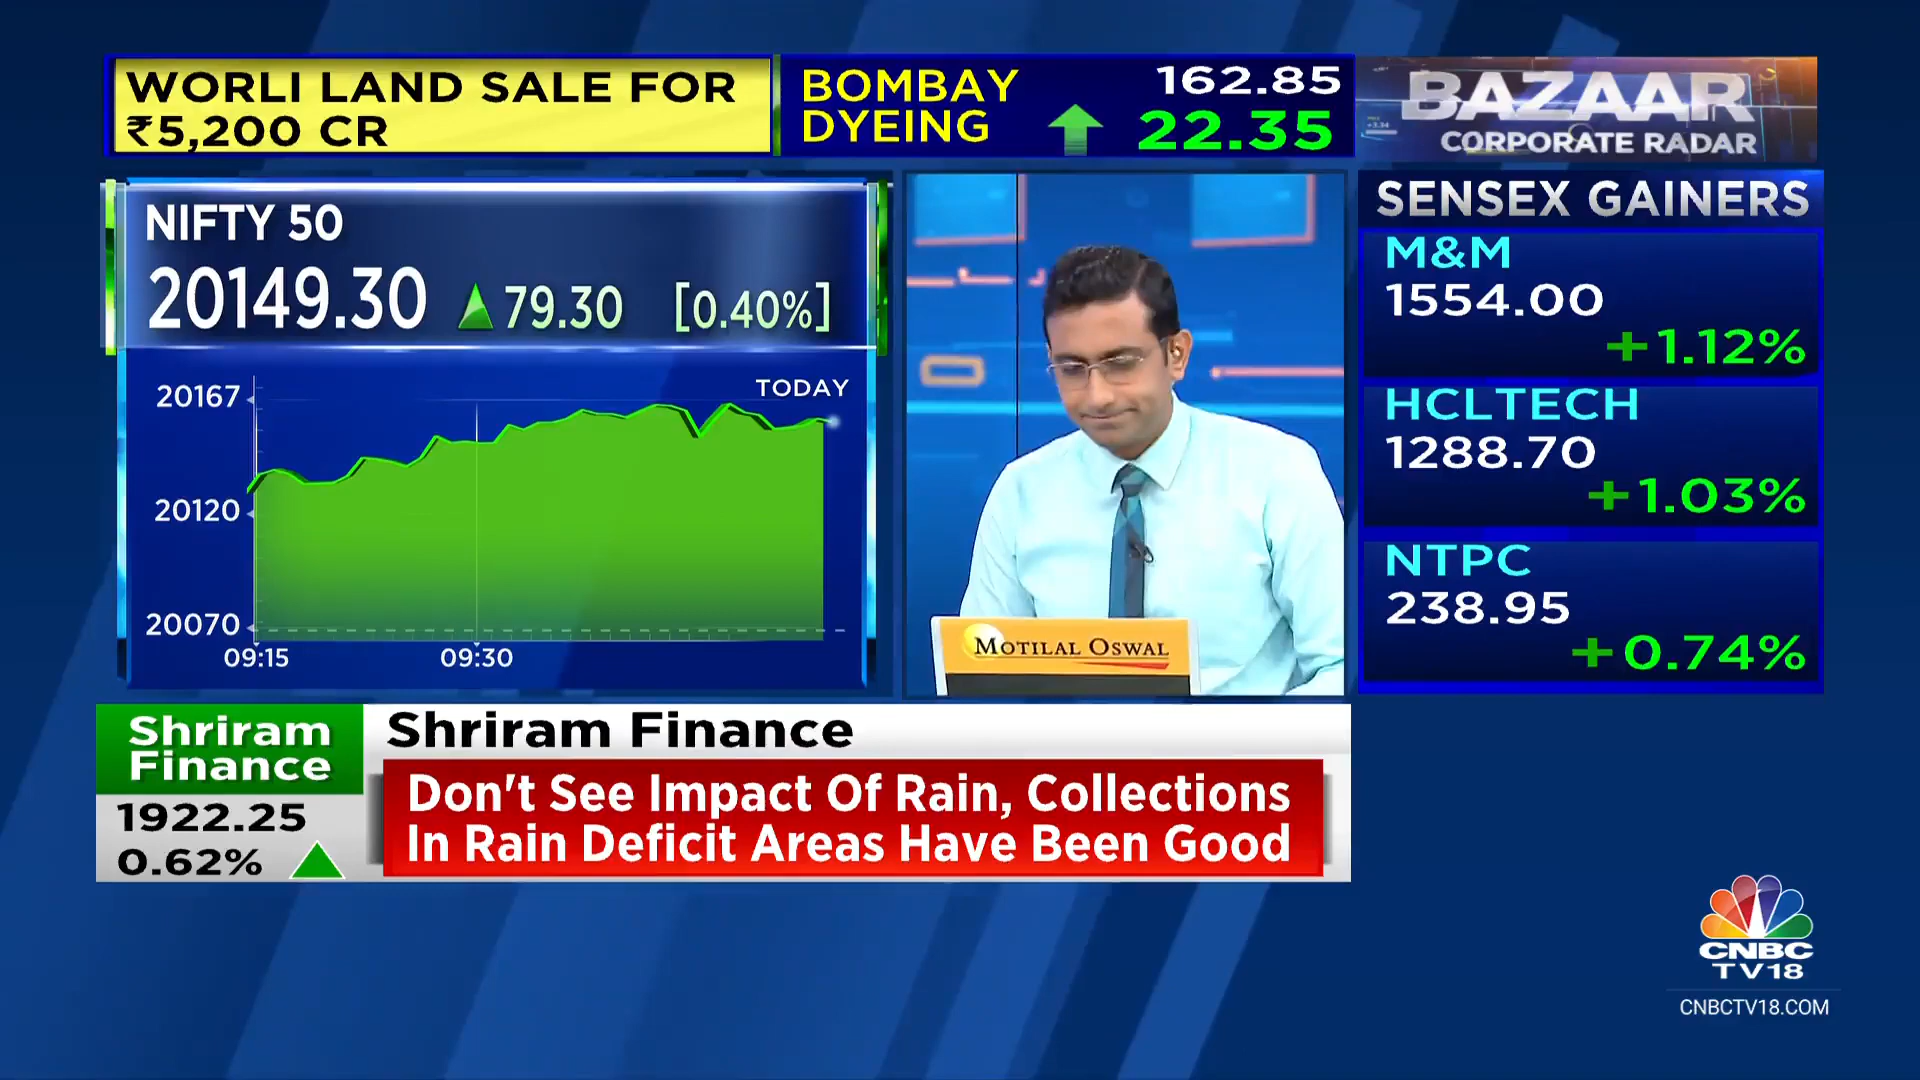 WORLI LAND SALE FOR
₹5,200 CR
BOMBAY
DYEING
162.85
22.35
BAZAAR
CORPORATE RADAR
NIFTY 50
20149.30 79.30 [0.40%]
TODAY
20167
20120
20070
09:15 09:30
MOTILAL OSWAL
SENSEX GAINERS
M&M
1554.00
+1.12%
HCLTECH
1288.70
+1.03%
NTPC
238.95
+0.74%
Shriram
Finance
1922.25
0.62%
Shriram Finance
Don't See Impact Of Rain, Collections
In Rain Deficit Areas Have Been Good
CNBC
TV18
CNBCTV18.COM